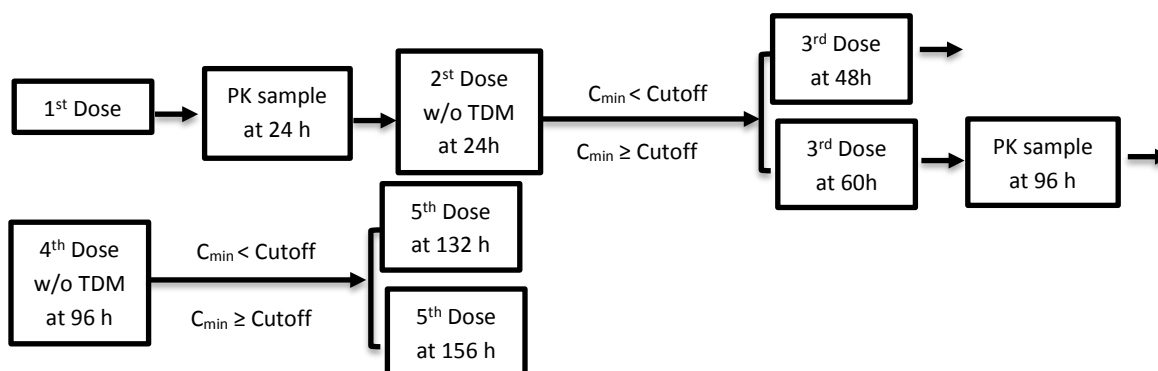 1st Dose
PK sample
at 24 h
2st Dose
w/o TDM
at 24h
Cmin < Cutoff
Cmin ≥ Cutoff
3rd Dose
at 48h
3rd Dose
at 60h
PK sample
at 96 h
4th Dose
w/o TDM
at 96 h
Cmin < Cutoff
Cmin ≥ Cutoff
5th Dose
at 132 h
5th Dose
at 156 h